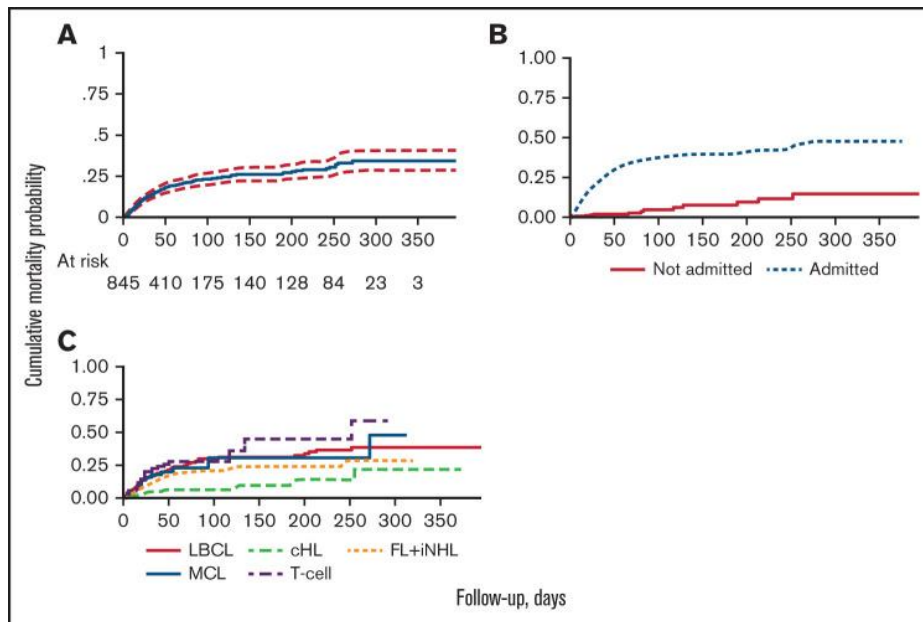 A
1
.75
.5
.25
0
0 50 100 150 200 250 300 350
At risk
845 410 175 140 128 84 23 3
B
1.00
0.75
0.50
0.25
0.00
0 50 100 150 200 250 300 350
Not admitted Admitted
Cumulative mortality probability
C
1.00
0.75
0.50
0.25
0.00
0 50 100 150 200 250 300 350
LBCL cHL FL+iNHL
MCL T-cell
Follow-up, days